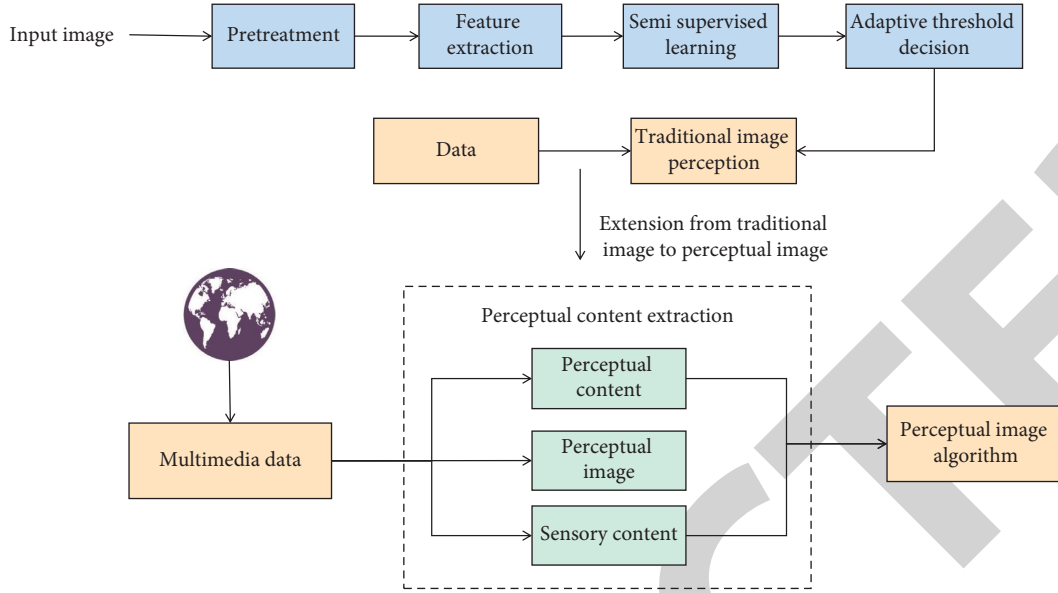 Input image
Pretreatment
Feature
extraction
Semi supervised
learning
Adaptive threshold
decision
Data
Traditional image
perception
Extension from traditional
image to perceptual image
Perceptual content extraction
Perceptual
content
Multimedia data
Perceptual
image
Perceptual image
algorithm
Sensory content
CTE